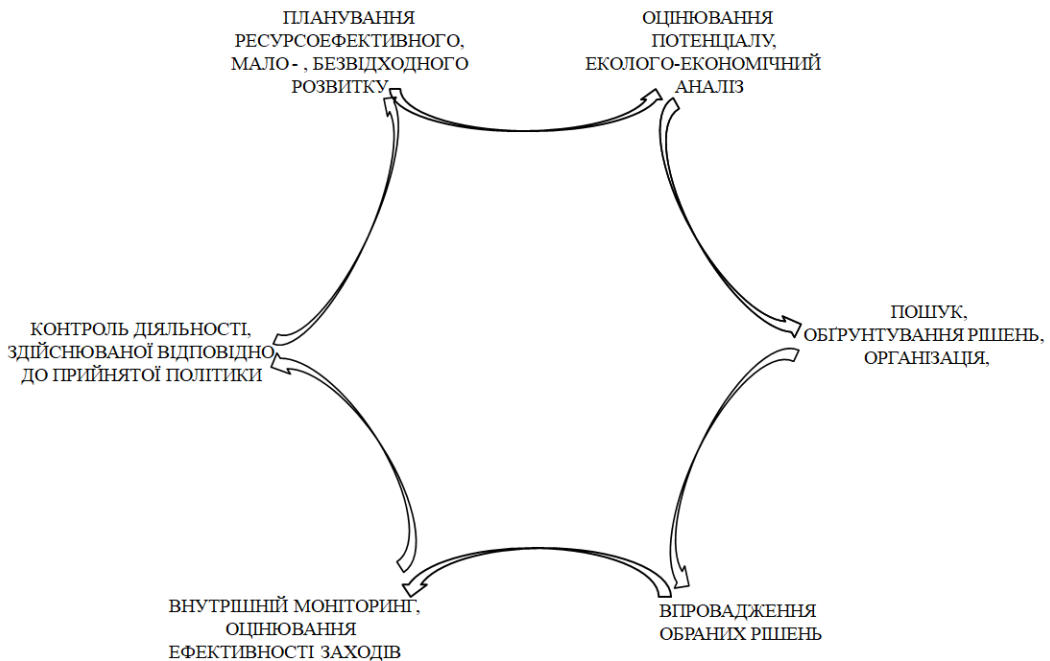 ПЛАНУВАННЯ
РЕСУРСОЕФЕКТИВНОГО,
МАЛО - , БЕЗВІДХОДНОГО
РОЗВИТКУ
ОЦІНЮВАННЯ
ПОТЕНЦІАЛУ,
ЕКОЛОГО-ЕКОНОМІЧНИЙ
АНАЛІЗ
ПОШУК,
ОБҐРУНТУВАННЯ РІШЕНЬ,
ОРГАНІЗАЦІЯ,
ВПРОВАДЖЕННЯ
ОБРАНИХ РІШЕНЬ
ВНУТРІШНІЙ МОНІТОРИНГ,
ОЦІНЮВАННЯ
ЕФЕКТИВНОСТІ ЗАХОДІВ
КОНТРОЛЬ ДІЯЛЬНОСТІ,
ЗДІЙСНЮВАНОЇ ВІДПОВІДНО
ДО ПРИЙНЯТОЇ ПОЛІТИКИ